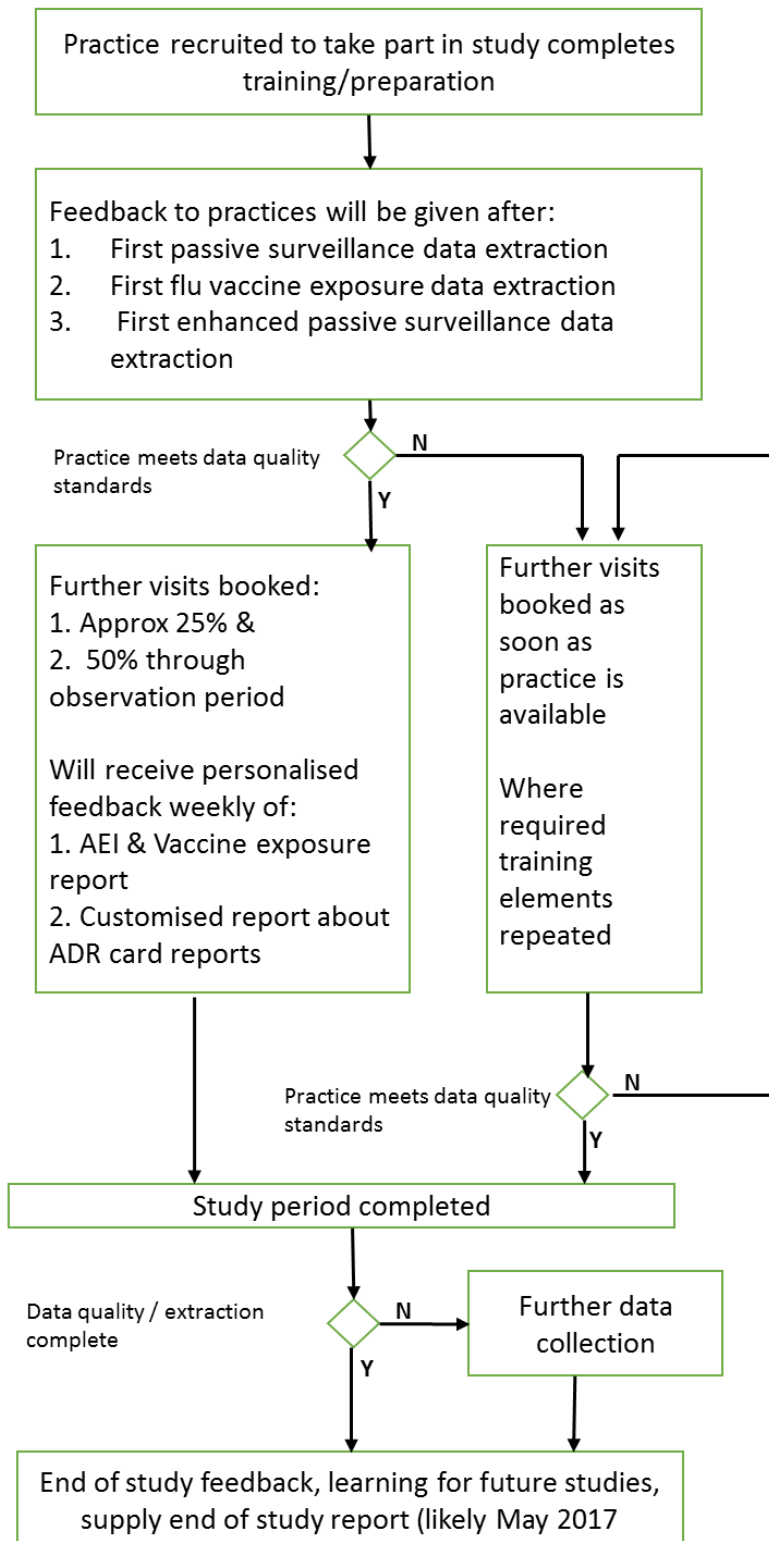 Practice recruited to take part in study completes
training/preparation
Feedback to practices will be given after:
1. First passive surveillance data extraction
2. First flu vaccine exposure data extraction
3. First enhanced passive surveillance data
extraction
N
Practice meets data quality
standards
Y
Further visits booked:
1. Approx 25% &
2. 50% through
observation period
Will receive personalised
feedback weekly of:
1. AEI & Vaccine exposure
report
2. Customised report about
ADR card reports
Further visits
booked as
soon as
practice is
available
Where
required
training
elements
repeated
N
Practice meets data quality
standards
Y
Study period completed
Data quality / extraction
complete
N
Y
Further data
collection
End of study feedback, learning for future studies,
supply end of study report (likely May 2017